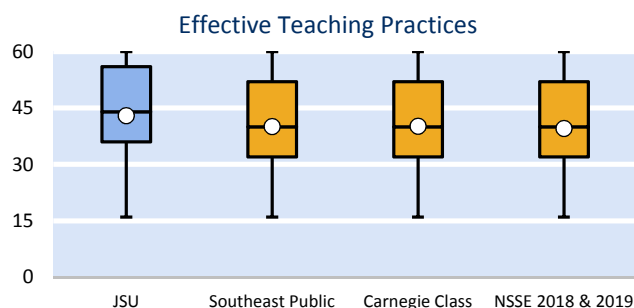 Effective Teaching Practices
60
45
30
15
0
JSU
Southeast Public
Carnegie Class
NSSE 2018 & 2019